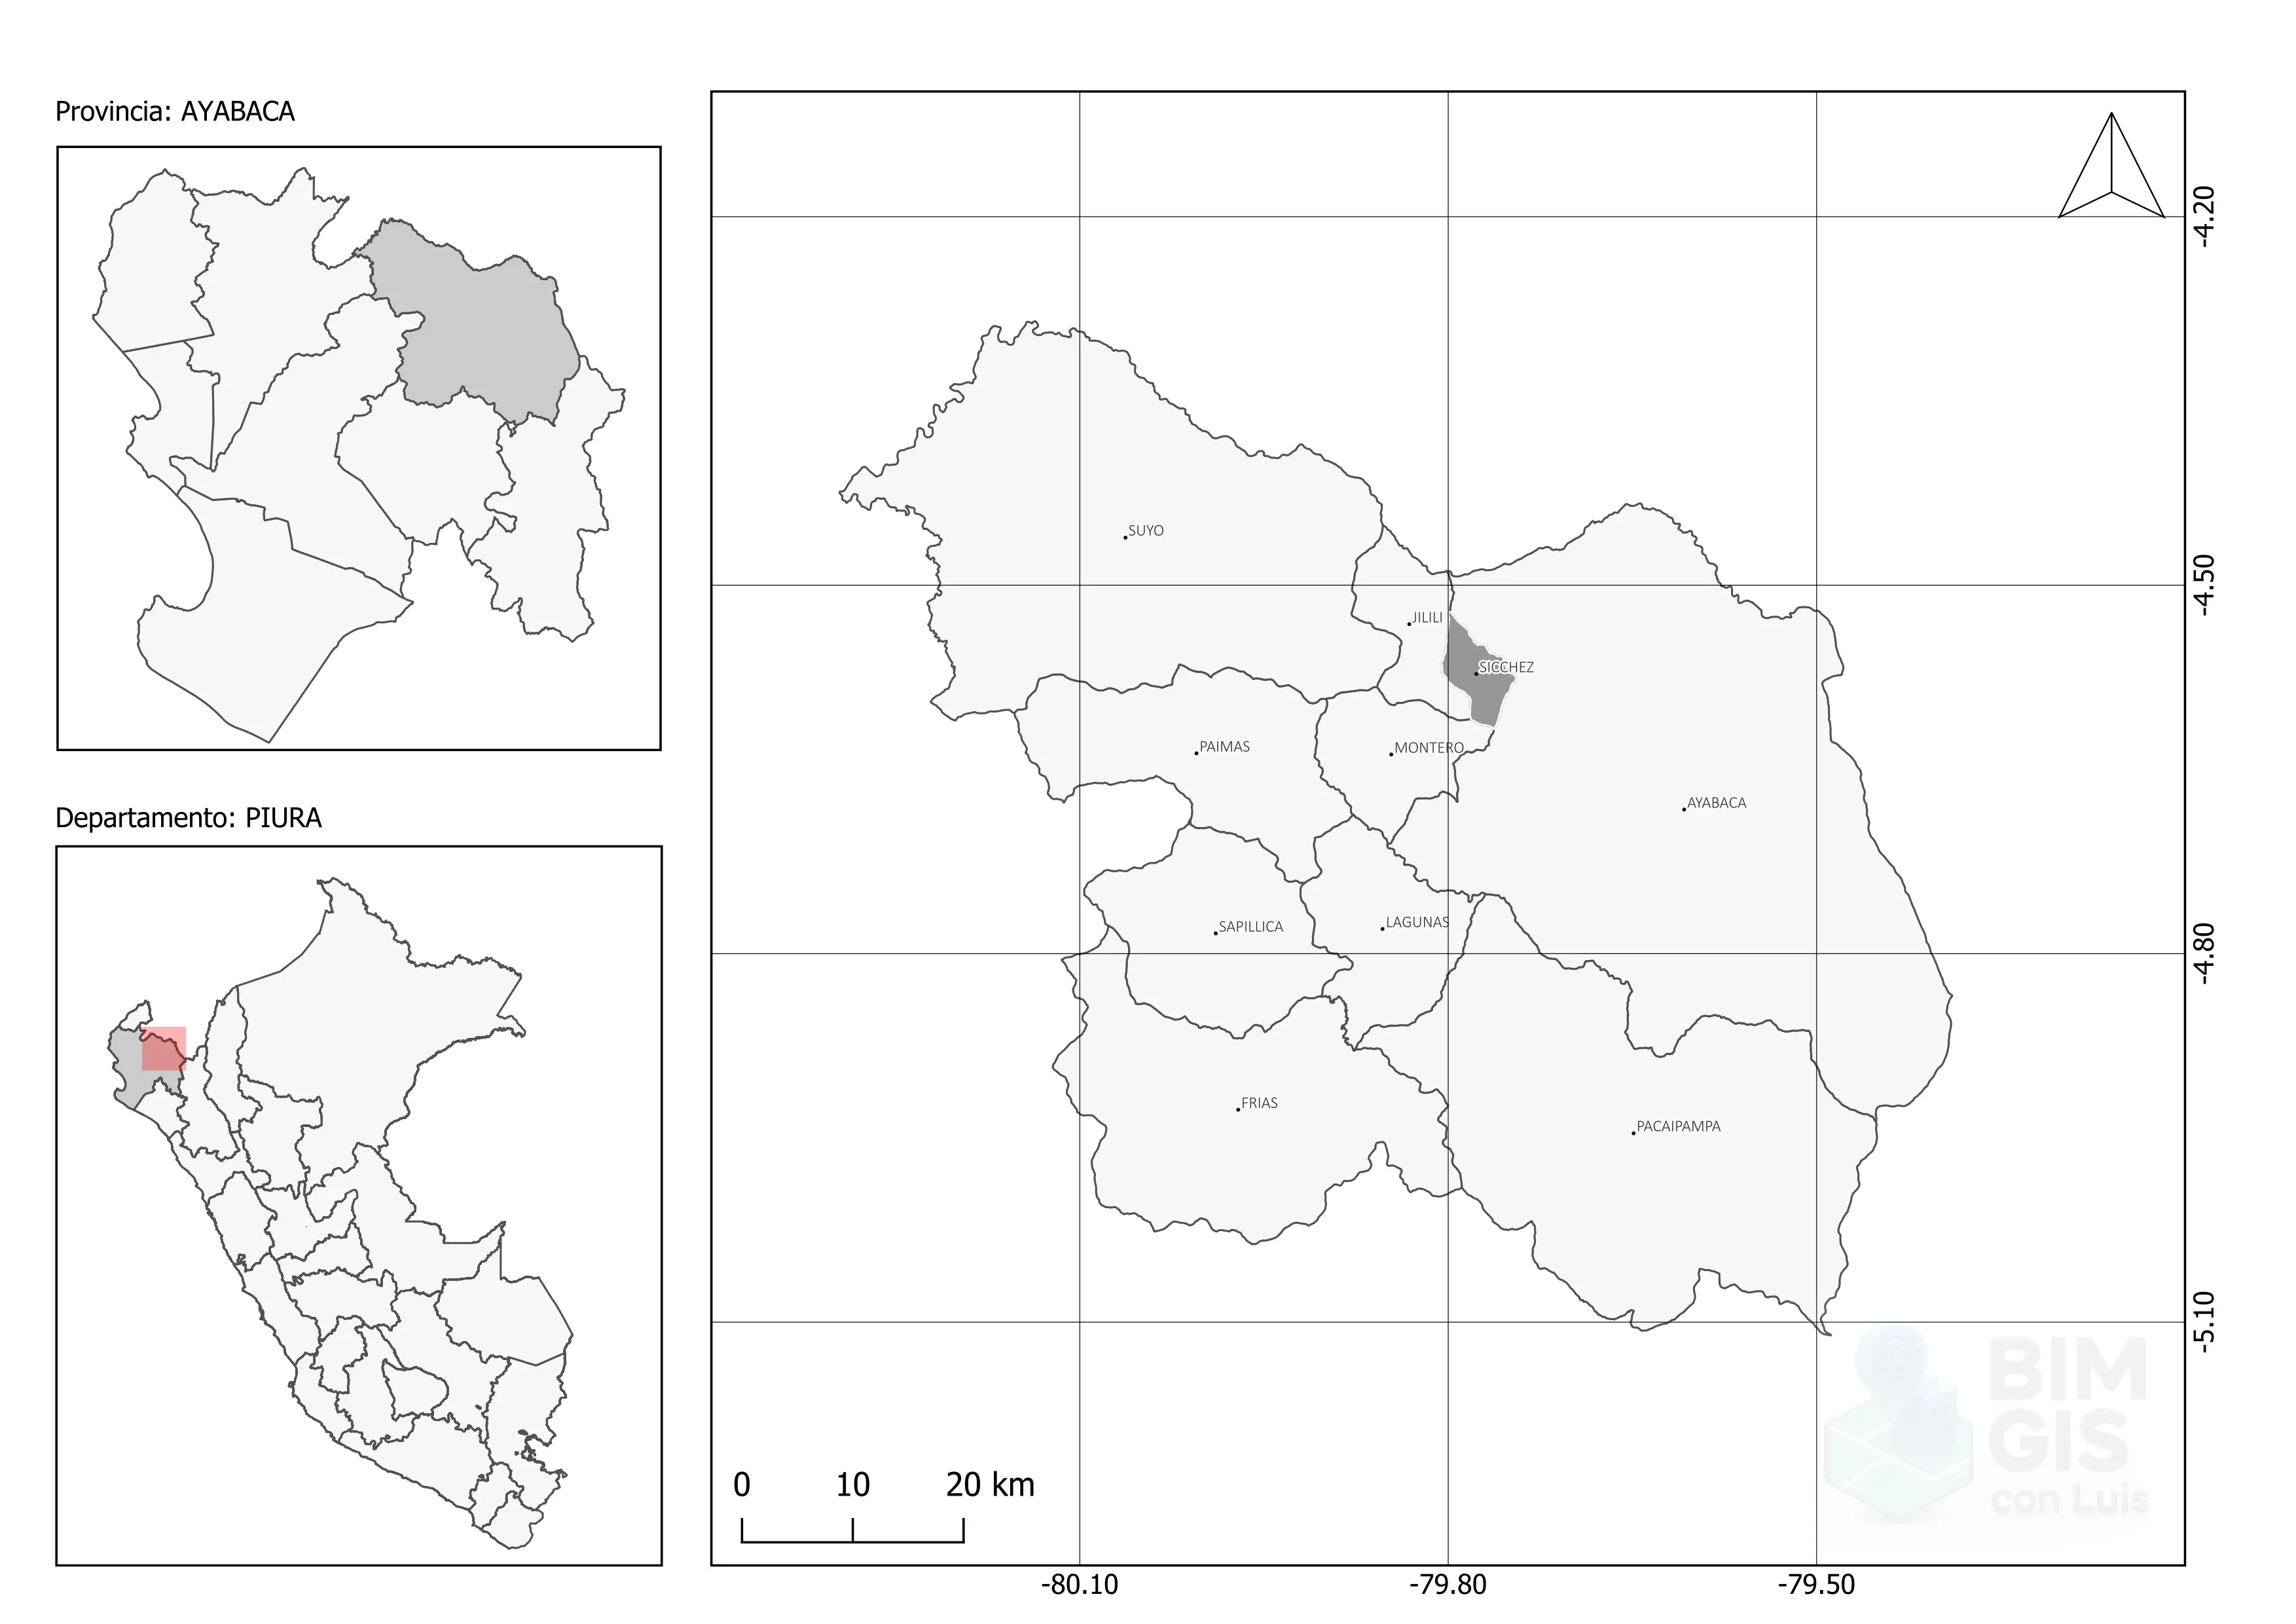 Provincia: AYABACA
Departamento: PIURA
SUYO
JILILI
SICCHEZ
PAIMAS
MONTERO
AYABACA
SAPILLICA
LAGUNAS
FRIAS
PACAIPAMPA
-4.20
-4.50
-4.80
-5.10
0 10 20 km
-80.10 -79.80 -79.50
BIM
GIS
con Luis